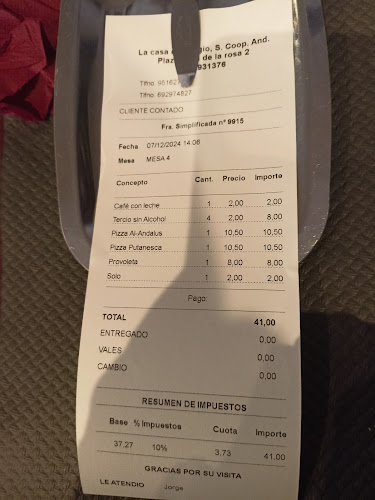 La casa S. Coop. And.
de la rosa 2
931376
Tlfno: 
Tlfno: 692974827
CLIENTE CONTADO
Fra. Simplificada nº 9915
Fecha 07/12/2024 14:06
Mesa MESA 4
Concepto Cant. Precio Importe
Café con leche 1 2,00 2,00
Tercio sin Alcohol 4 2,00 8,00
Pizza Al-Andalus 1 10,50 10,50
Pizza Putanesca 1 10,50 10,50
Provoleta 1 8,00 8,00
Solo 1 2,00 2,00
Pago:
TOTAL 41,00
ENTREGADO 0,00
VALES 0,00
CAMBIO 0,00
RESUMEN DE IMPUESTOS
Base % Impuestos Cuota Importe
37.27 10% 3,73 41,00
GRACIAS POR SU VISITA
LE ATENDIO Jorge